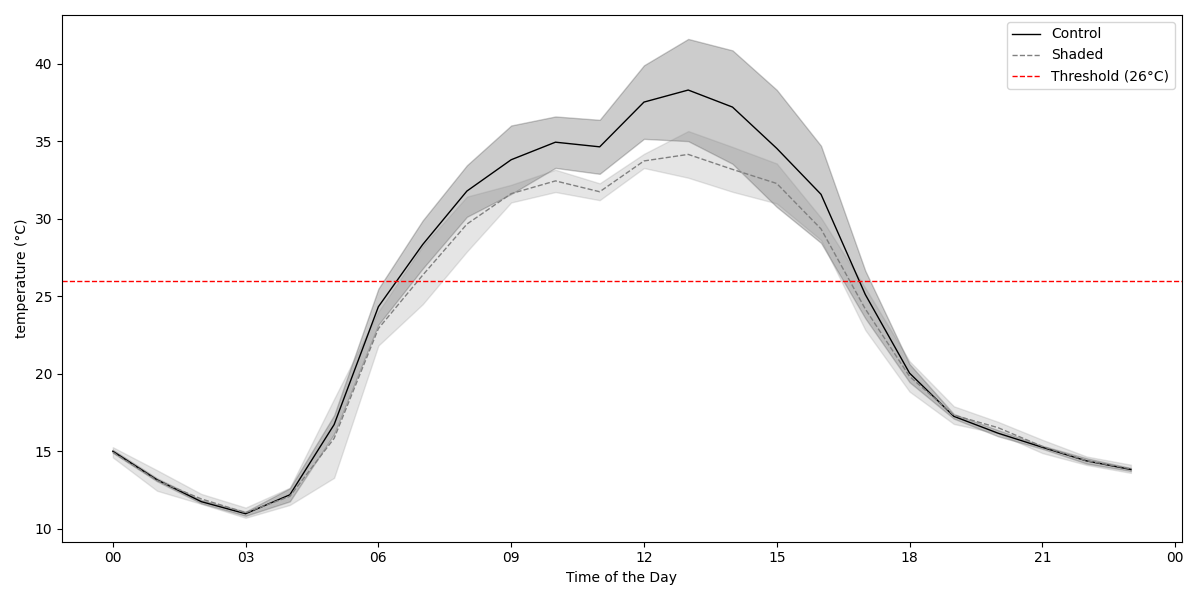 Control
Shaded
Threshold (26°C)
temperature (°C)
40
35
30
25
20
15
10
00 03 06 09 12 15 18 21 00
Time of the Day